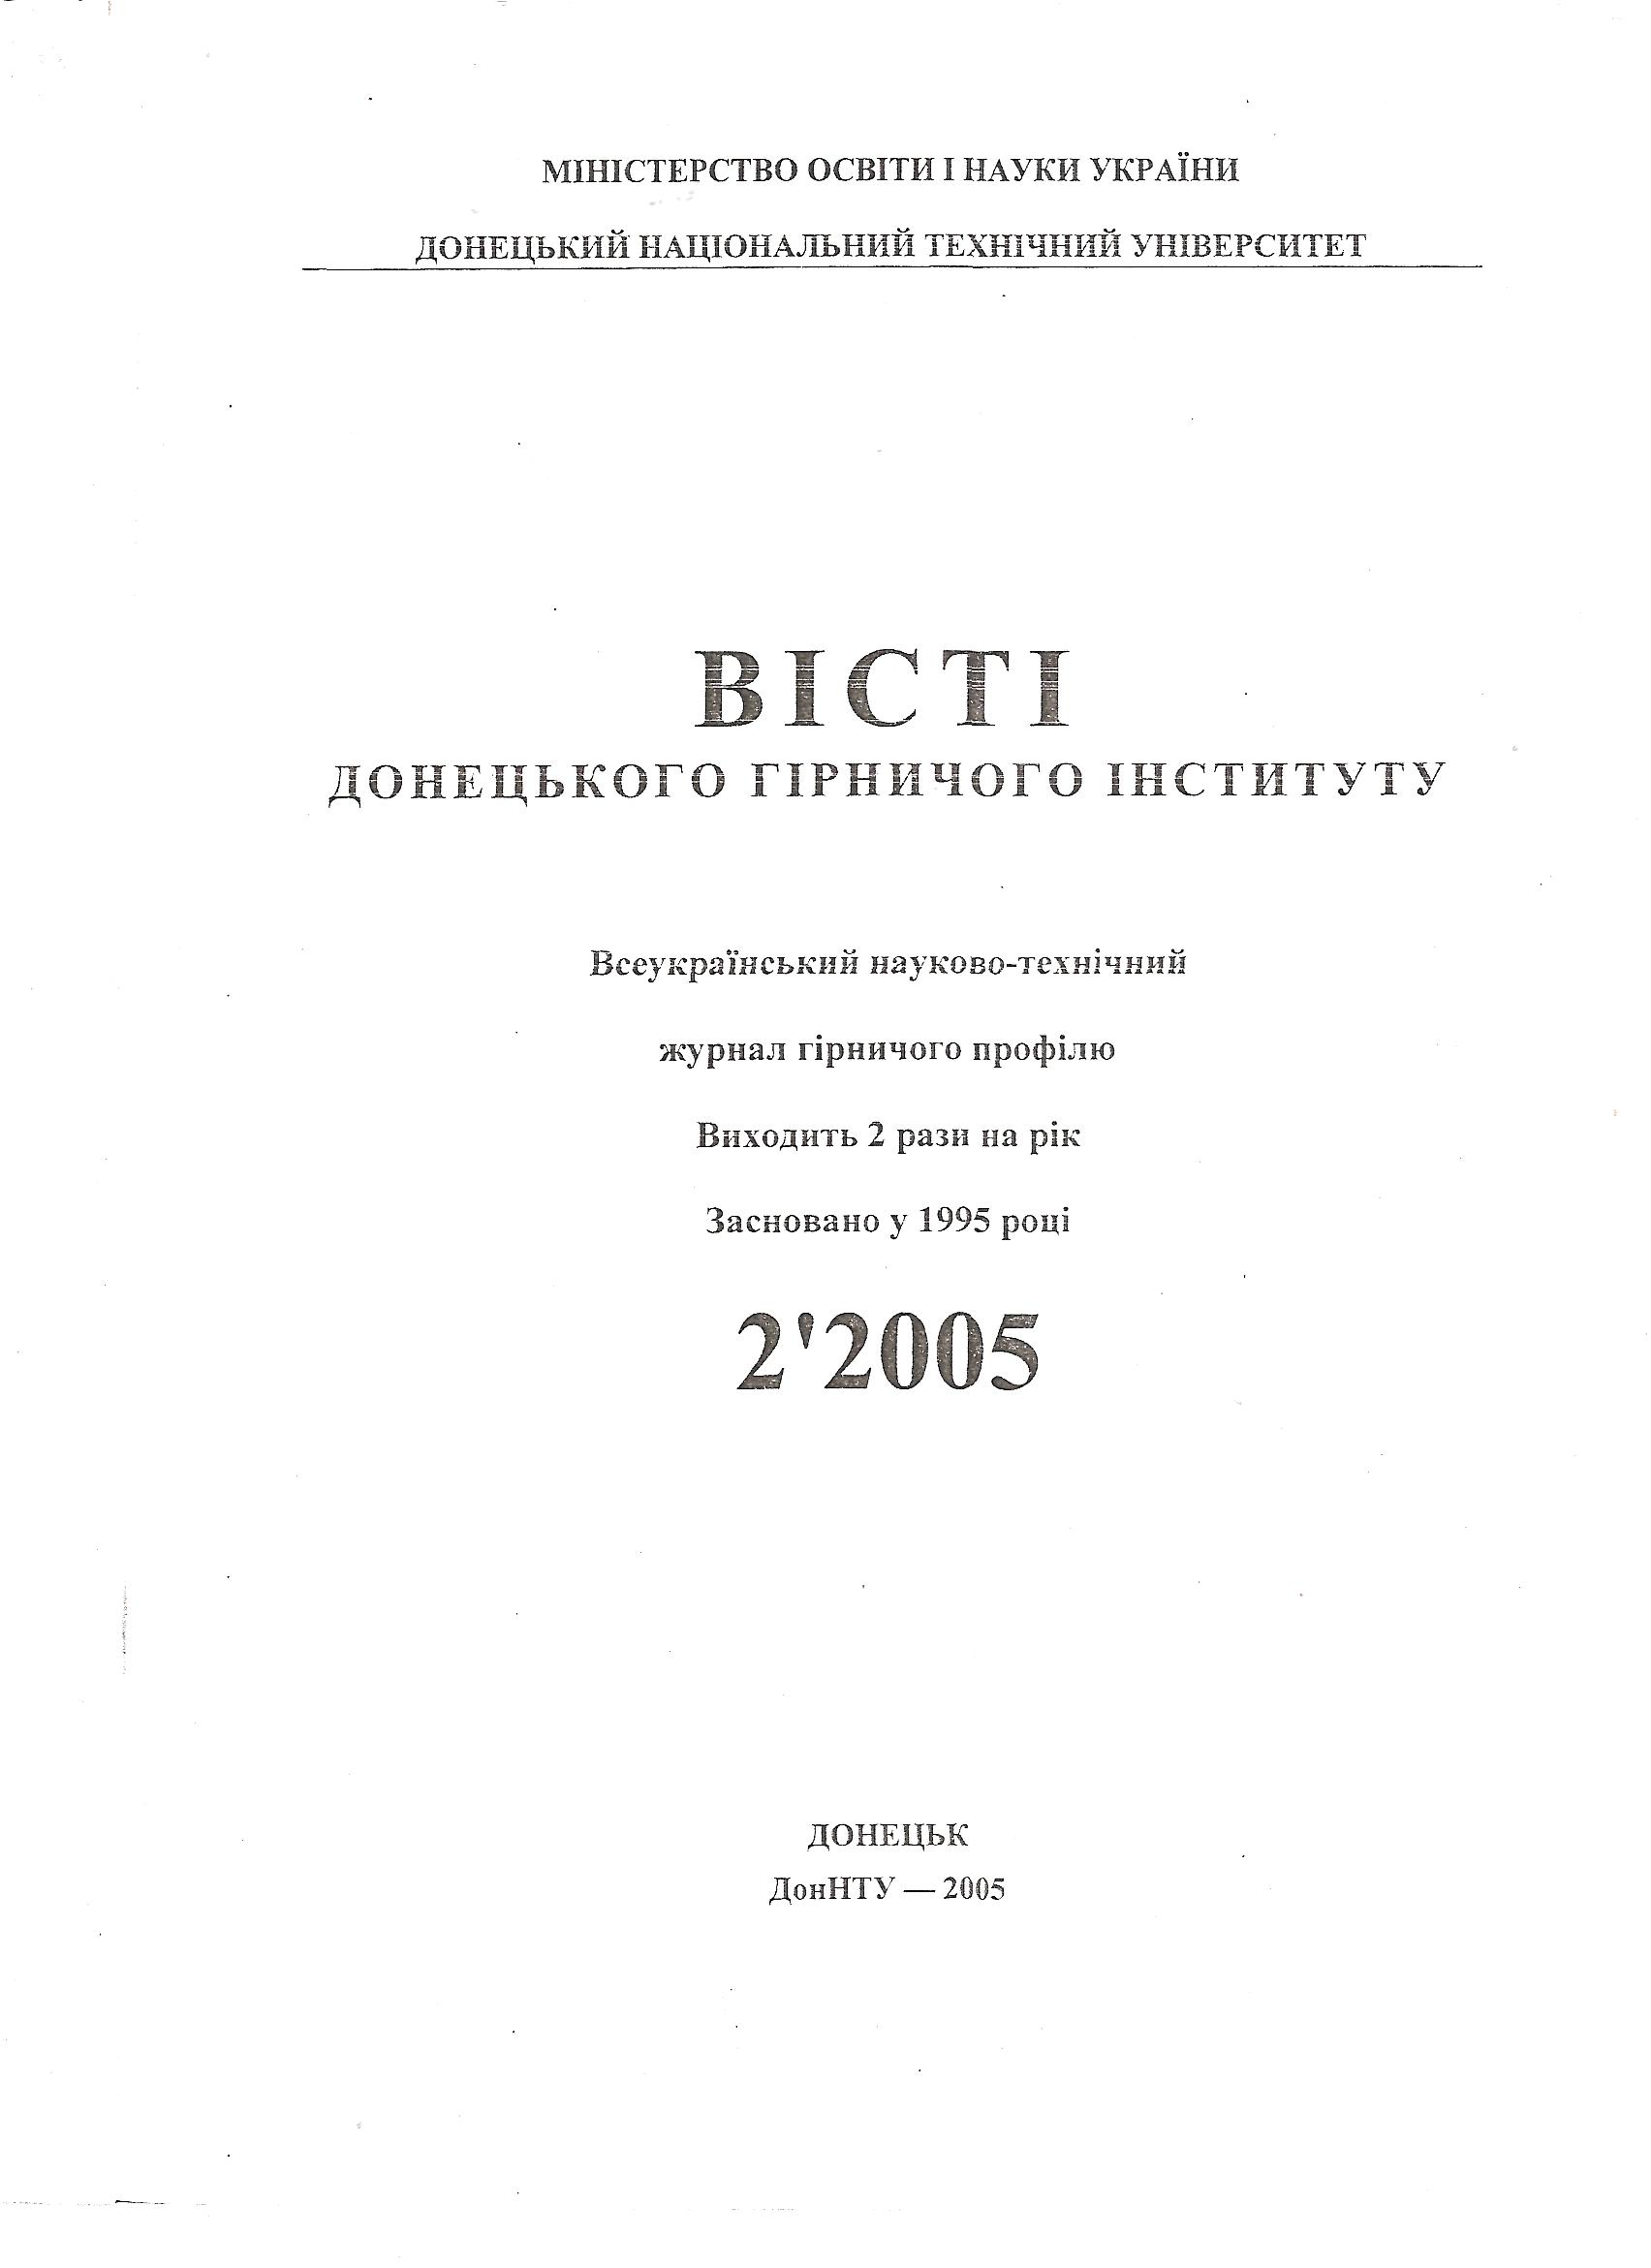 МІНІСТЕРСТВО ОСВІТИ І НАУКИ УКРАЇНИ
ДОНЕЦЬКИЙ НАЦІОНАЛЬНИЙ ТЕХНІЧНИЙ УНІВЕРСИТЕТ
ВІСТІ
ДОНЕЦЬКОГО ГІРНИЧОГО ІНСТИТУТУ
Всеукраїнський науково-технічний
журнал гірничого профілю
Виходить 2 рази на рік
Засновано у 1995 році
2'2005
ДОНЕЦЬК
ДонНТУ — 2005